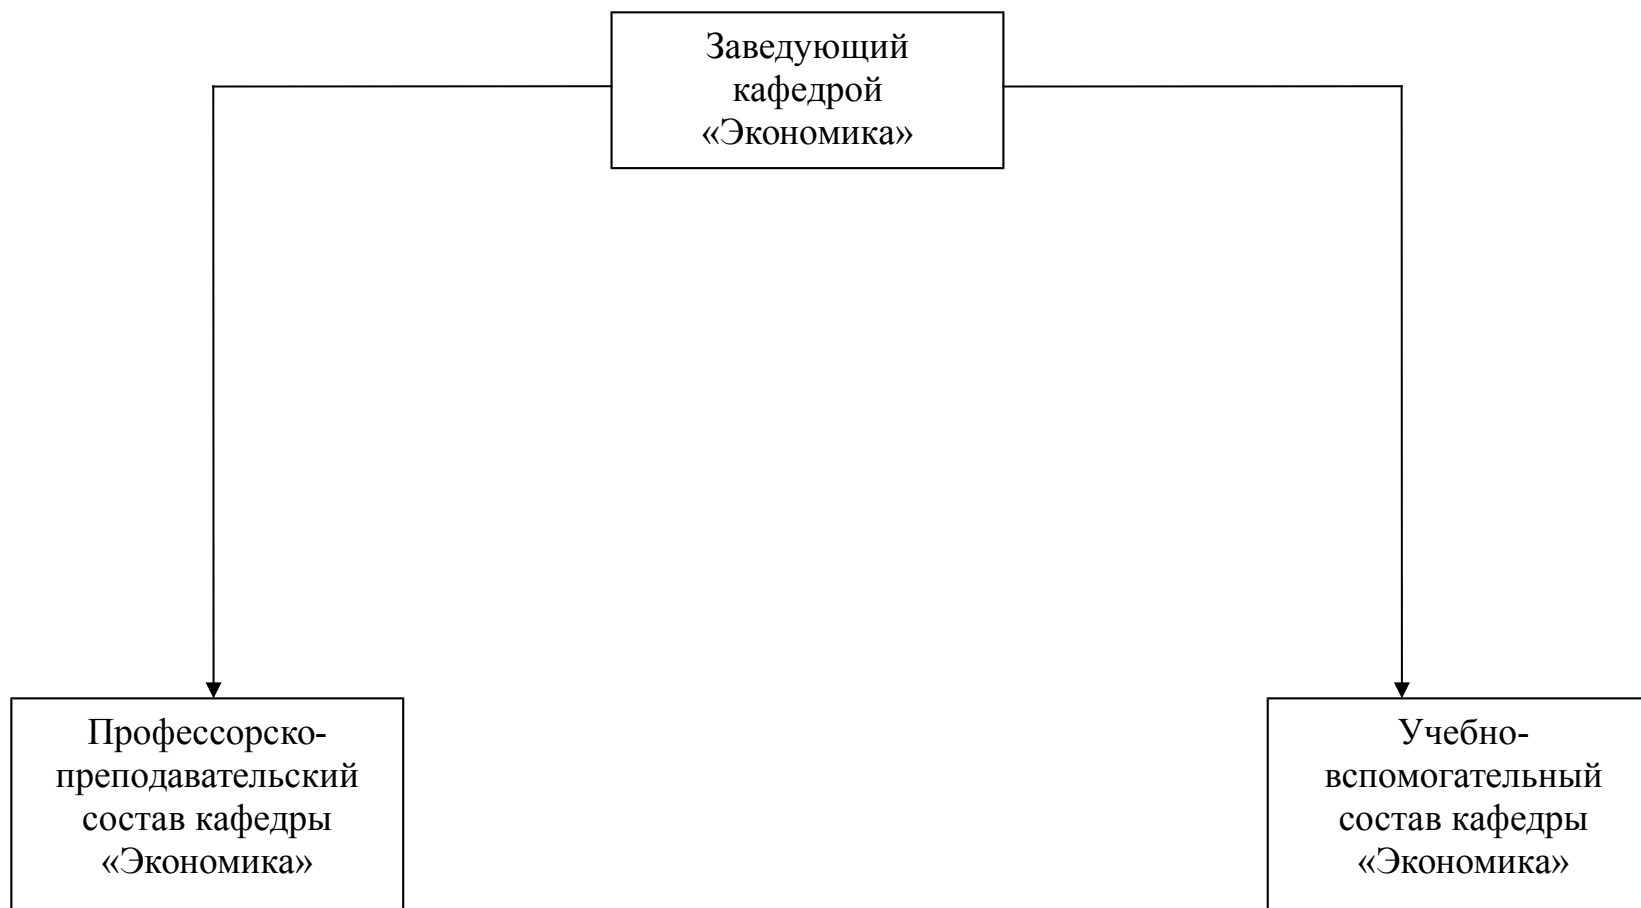 Заведующий
кафедрой
«Экономика»
Профессорско-
преподавательский
состав кафедры
«Экономика»
Учебно-
вспомогательный
состав кафедры
«Экономика»